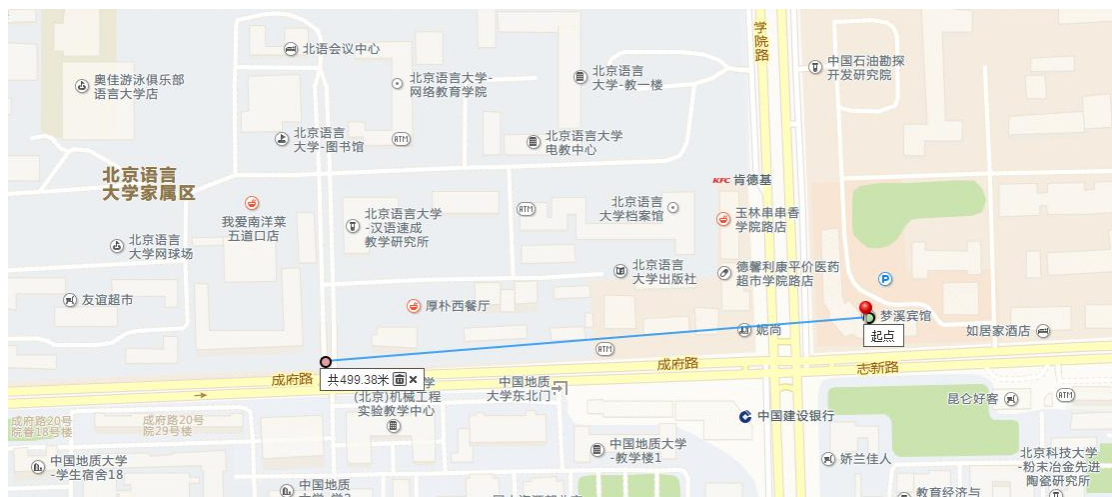 学院路
北语会议中心
中国石油勘探
开发研究院
奥佳游泳俱乐部
语言大学店
北京语言大学-
网络教育学院
北京语言
大学-教一楼
北京语言
大学-图书馆
ATM
北京语言大学
电教中心
北京语言
大学家属区
KFC 肯德基
我爱南洋菜
五道口店
北京语言大学
-汉语速成
教学研究所
ATM
北京语言
大学档案馆
玉林串串香
学院路店
北京语言
大学网球场
北京语言
大学出版社
德馨利康平价医药
超市学院路店
P
友谊超市
厚朴西餐厅
妮尚
梦溪宾馆
起点
如居家酒店
ATM
成府路
成府路
志新路
共499.38米
学
(北京)机械工程
实验教学中心
中国地质
大学东北门
昆仑好客
ATM
成府路20号
院眷18号楼
成府路20号
院29号楼
中国建设银行
中国地质大学
-学生宿舍18
中国地质大学
-教学楼1
娇兰佳人
北京科技大学
-粉末冶金先进
陶瓷研究所
中国地质
教育经济与